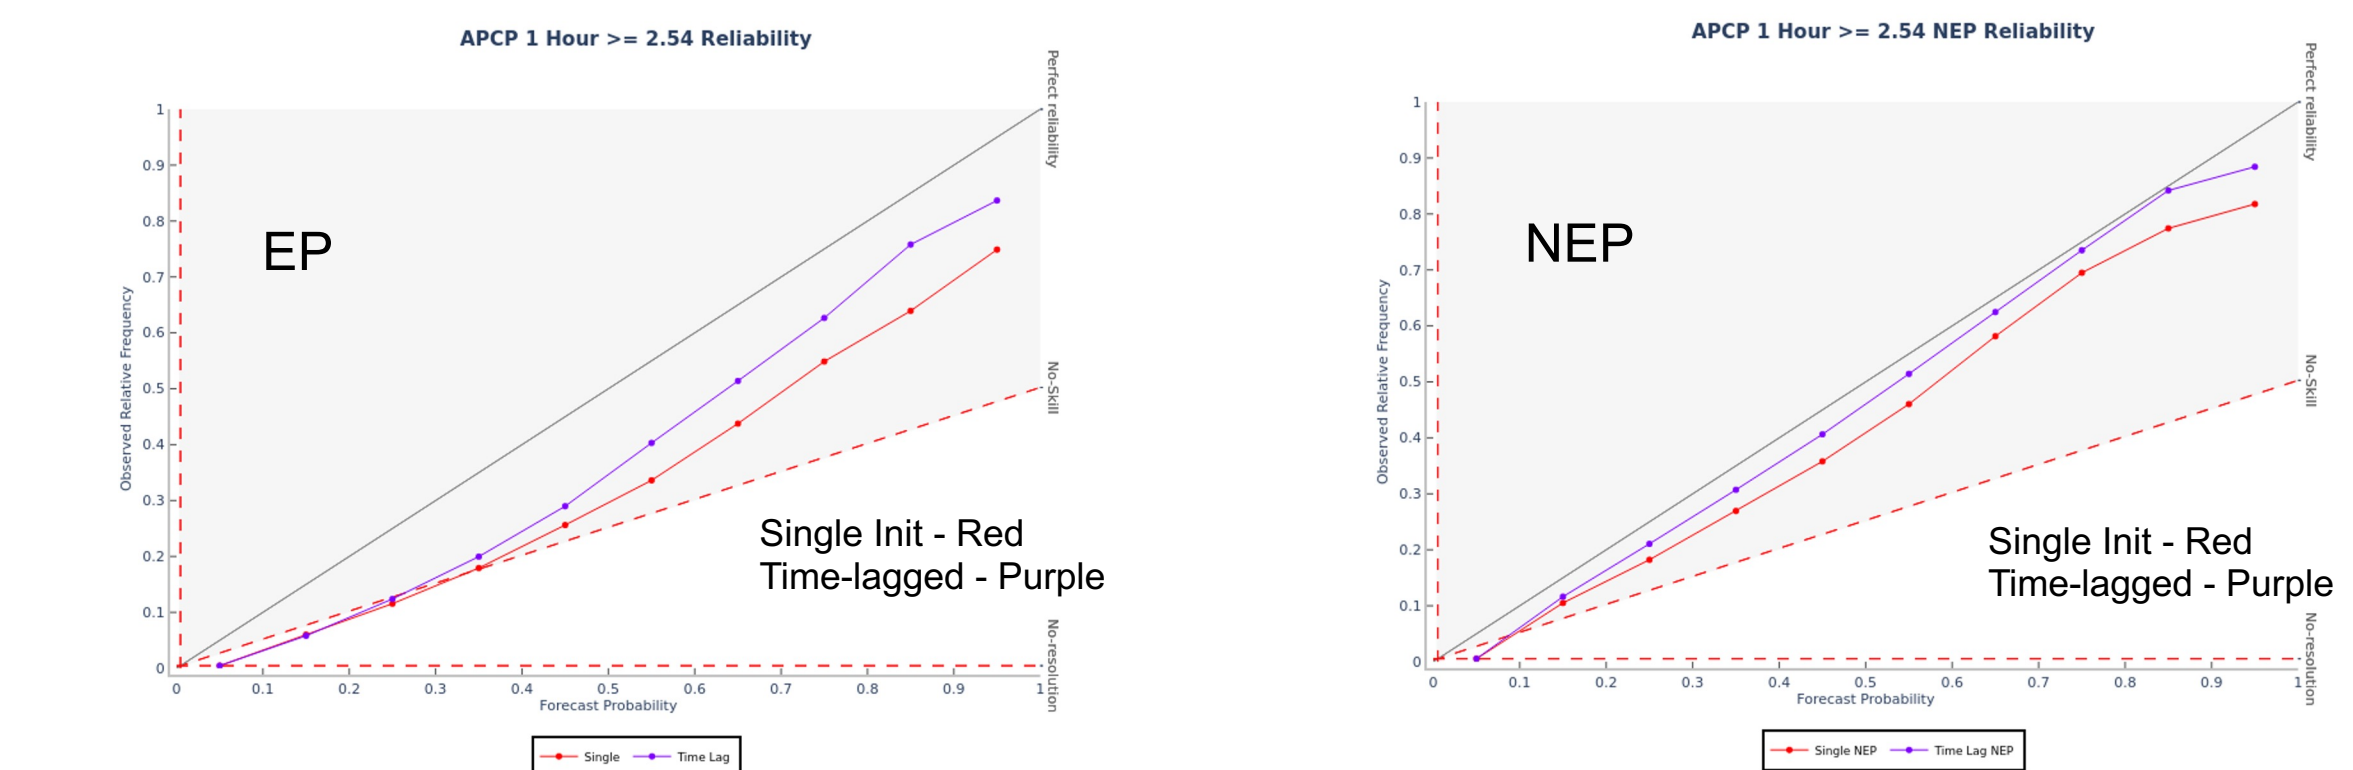 APCP 1 Hour >= 2.54 Reliability
Perfect reliability
1
0.9
0.8
0.7
0.6
0.5
0.4
0.3
0.2
0.1
0
Observed Relative Frequency
EP
No-Skill
Single Init - Red
Time-lagged - Purple
No-resolution
0 0.1 0.2 0.3 0.4 0.5 0.6 0.7 0.8 0.9 1
Forecast Probability
Single Time Lag
APCP 1 Hour >= 2.54 NEP Reliability
Perfect reliability
1
0.9
0.8
0.7
0.6
0.5
0.4
0.3
0.2
0.1
0
Observed Relative Frequency
NEP
No-Skill
Single Init - Red
Time-lagged - Purple
No-resolution
0 0.1 0.2 0.3 0.4 0.5 0.6 0.7 0.8 0.9 1
Forecast Probability
Single NEP Time Lag NEP